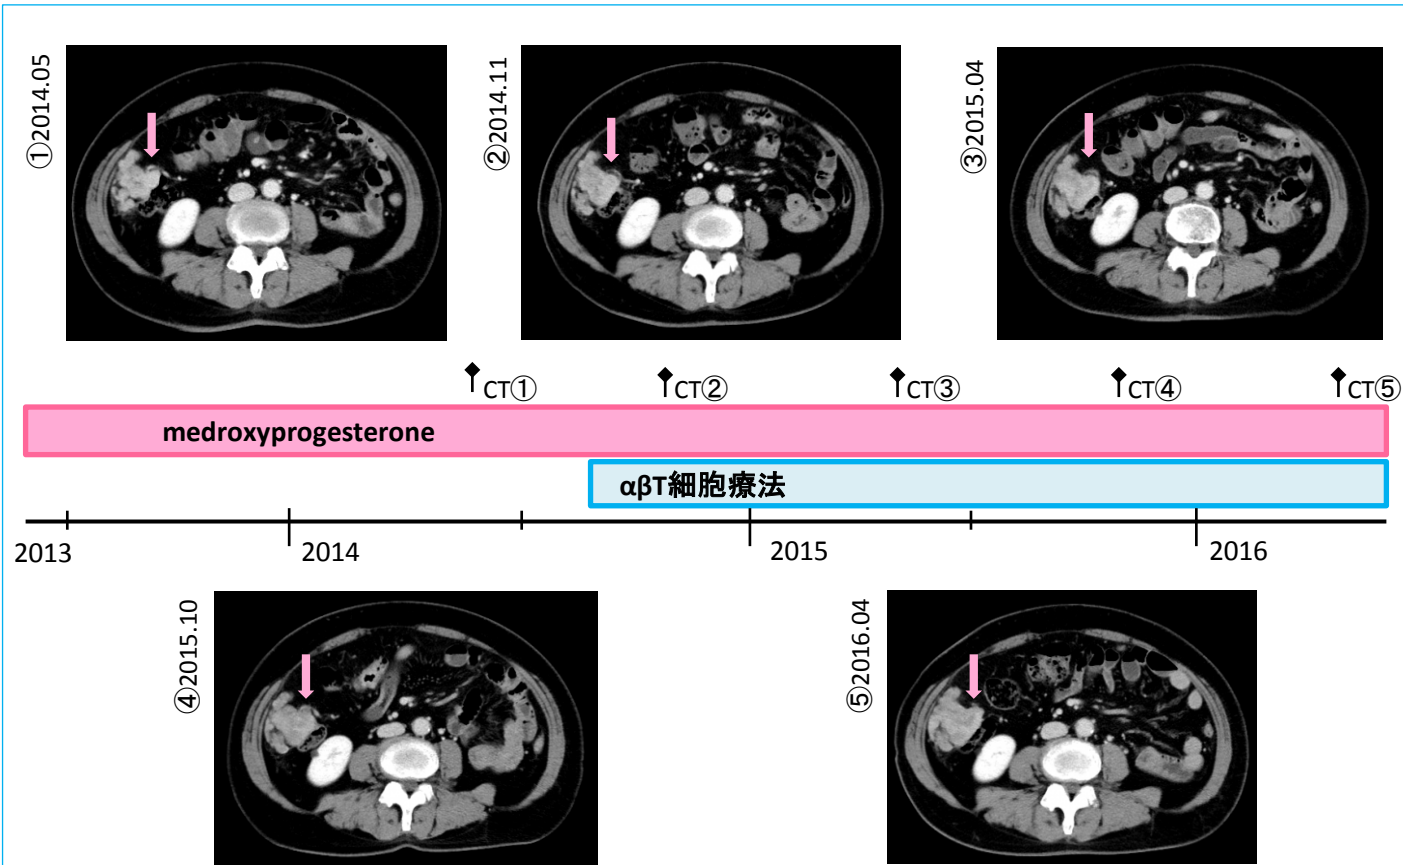 ①2014.05
②2014.11
③2015.04
CT①
CT②
CT③
CT④
CT⑤
medroxyprogesterone
αβT細胞療法
2013
2014
2015
2016
④2015.10
⑤2016.04